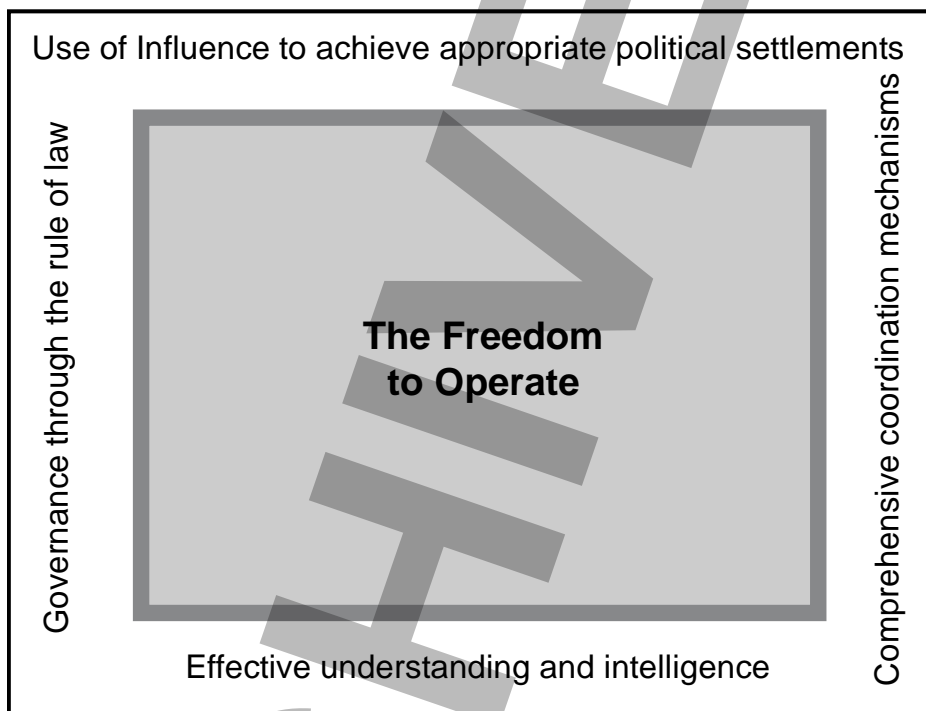 Use of Influence to achieve appropriate political settlements
Governance through the rule of law
The Freedom
to Operate
Comprehensive coordination mechanisms
Effective understanding and intelligence
HIVE